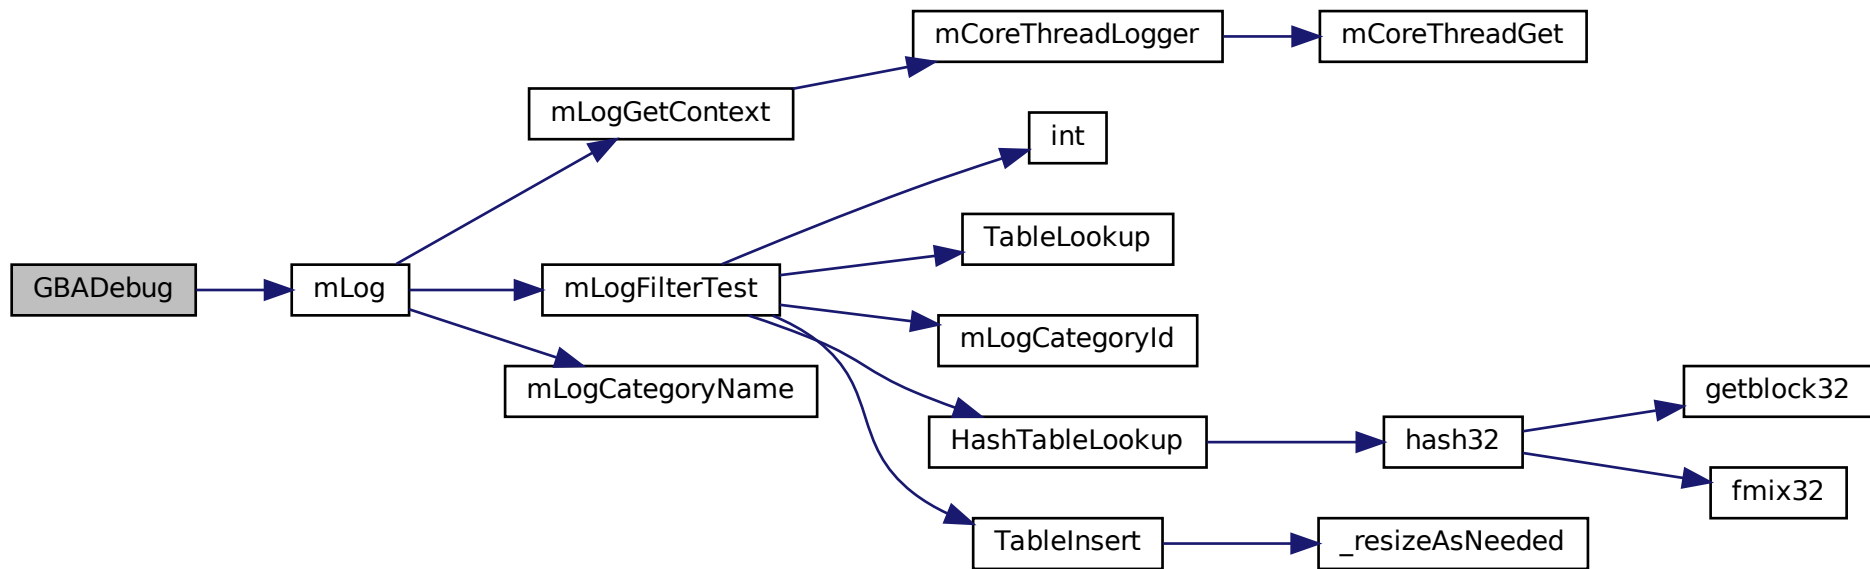 mCoreThreadLogger
mCoreThreadGet
mLogGetContext
int
TableLookup
GBADebug
mLog
mLogFilterTest
mLogCategoryId
mLogCategoryName
getblock32
HashTableLookup
hash32
fmix32
TableInsert
_resizeAsNeeded